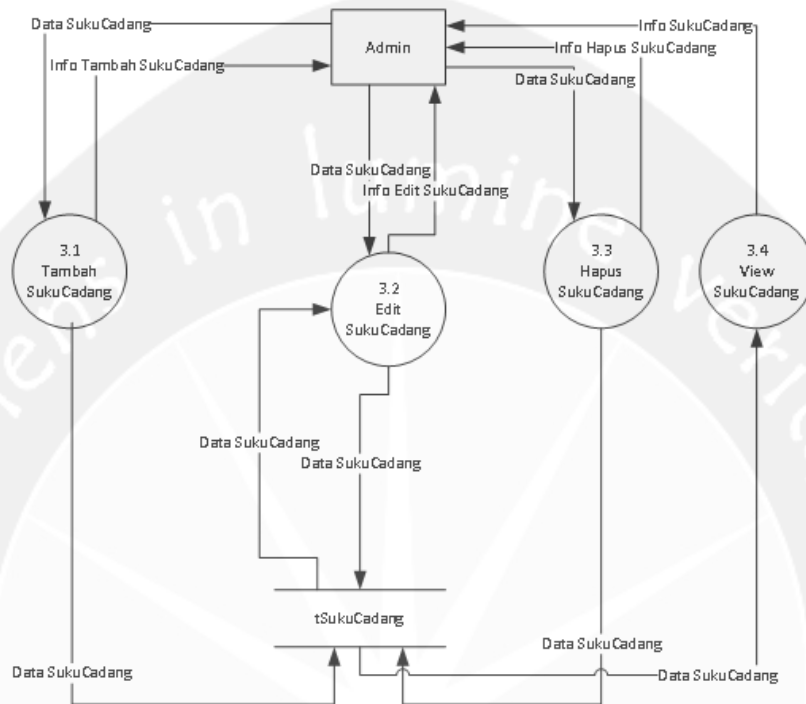 Data SukuCadang
Info SukuCadang
Admin
Info Hapus SukuCadang
Info Tambah SukuCadang
Data SukuCadang
Data SukuCadang
Info Edit SukuCadang
in lumine
3.1
Tambah
SukuCadang
3.2
Edit
SukuCadang
3.3
Hapus
SukuCadang
3.4
View
SukuCadang
Data SukuCadang
Data SukuCadang
tSukuCadang
Data SukuCadang
Data SukuCadang
Data SukuCadang